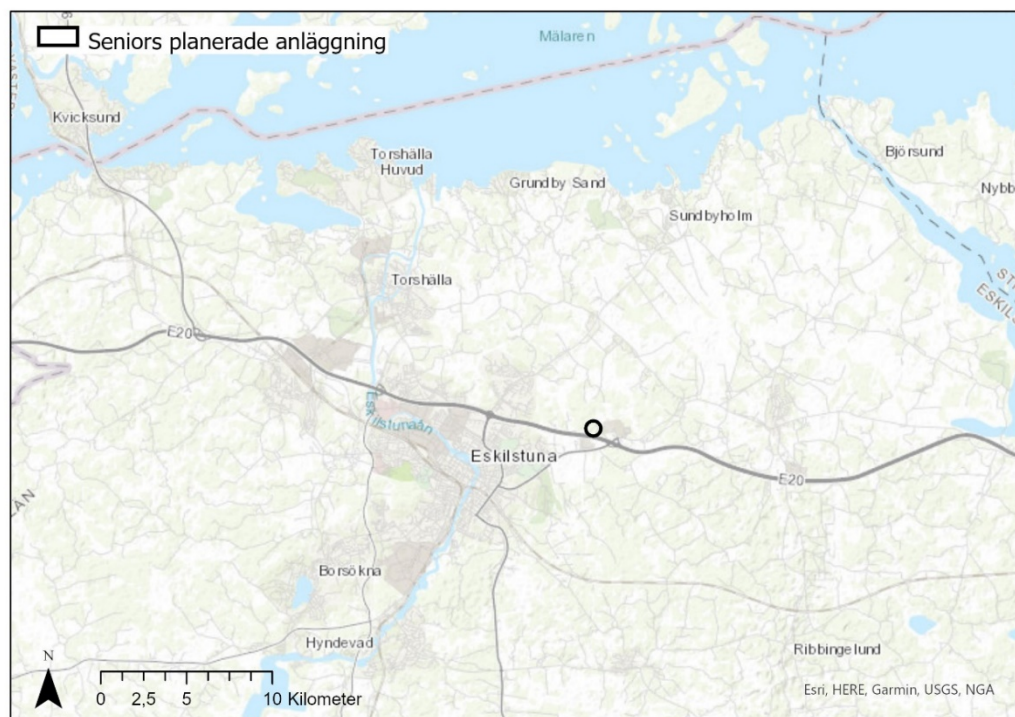 Seniors planerade anläggning
Mälaren
Kvicksund
Torshälla
Huvud
Björsund
Grundby Sand
Nybb
Sundbyholm
Torshälla
E20
Eskilstunaån
Eskilstuna
E20
Borsökna
Hyndevad
Ribbingelund
N
0 2,5 5 10 Kilometer
Esri, HERE, Garmin, USGS, NGA